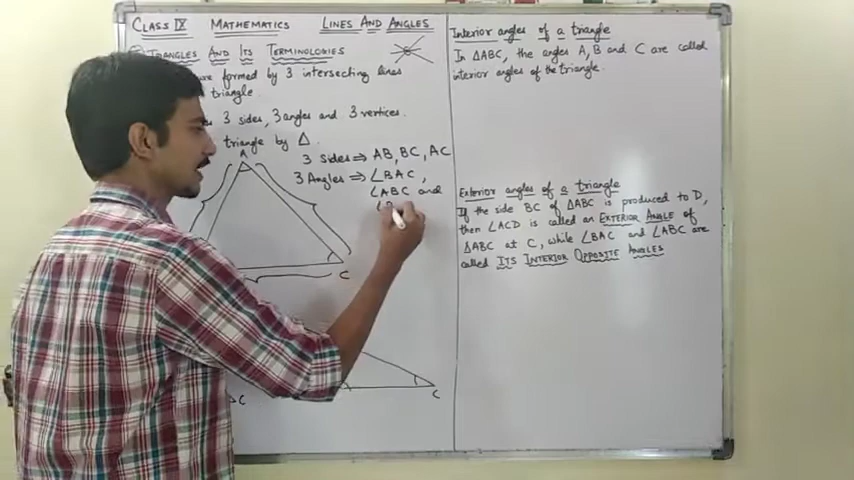 CLASS IX MATHEMATICS LINES AND ANGLES
TRIANGLES AND ITS TERMINOLOGIES
formed by 3 intersecting lines
triangle.
3 sides, 3 angles and 3 vertices.
triangle by Δ
A
3 Sides ⇒ AB, BC, AC
3 Angles ⇒ ∠BAC,
∠ABC and
C
C
C
Interior angles of a triangle
In ΔABC, the angles A, B and C are called
interior angles of the triangle.
Exterior angles of a triangle
If the side BC of ΔABC is produced to D,
then ∠ACD is called an EXTERIOR ANGLE of
ΔABC at C, while ∠BAC and ∠ABC are
called ITS INTERIOR OPPOSITE ANGLES